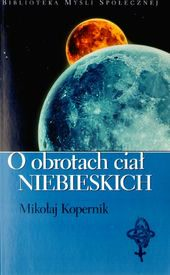 BIBLIOTEKA MYŚLI SPOŁECZNEJ
O obrotach ciał
NIEBIESKICH
Mikołaj Kopernik